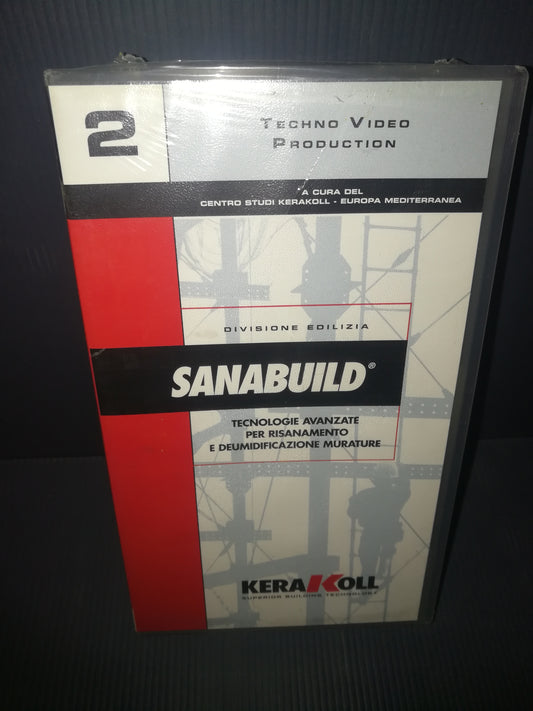 2
TECHNO VIDEO
PRODUCTION
A CURA DEL
CENTRO STUDI KERAKOLL - EUROPA MEDITERRANEA
DIVISIONE EDILIZIA
SANABUILD®
TECNOLOGIE AVANZATE
PER RISANAMENTO
E DEUMIDIFICAZIONE MURATURE
KERAKOLL
SUPERIOR BUILDING TECHNOLOGY